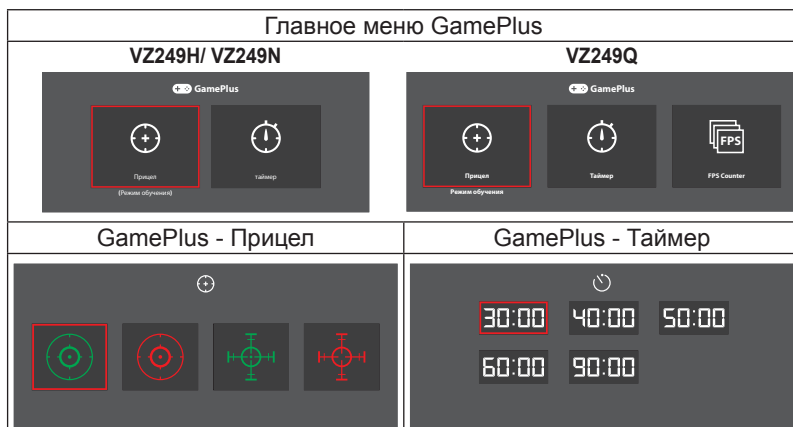 Главное меню GamePlus
VZ249H/ VZ249N
VZ249Q
GamePlus
Прицел
таймер
(Режим обучения)
GamePlus
FPS
Прицел
Таймер
FPS Counter
Режим обучения
GamePlus - Прицел
GamePlus - Таймер
30:00 40:00 50:00
60:00 90:00